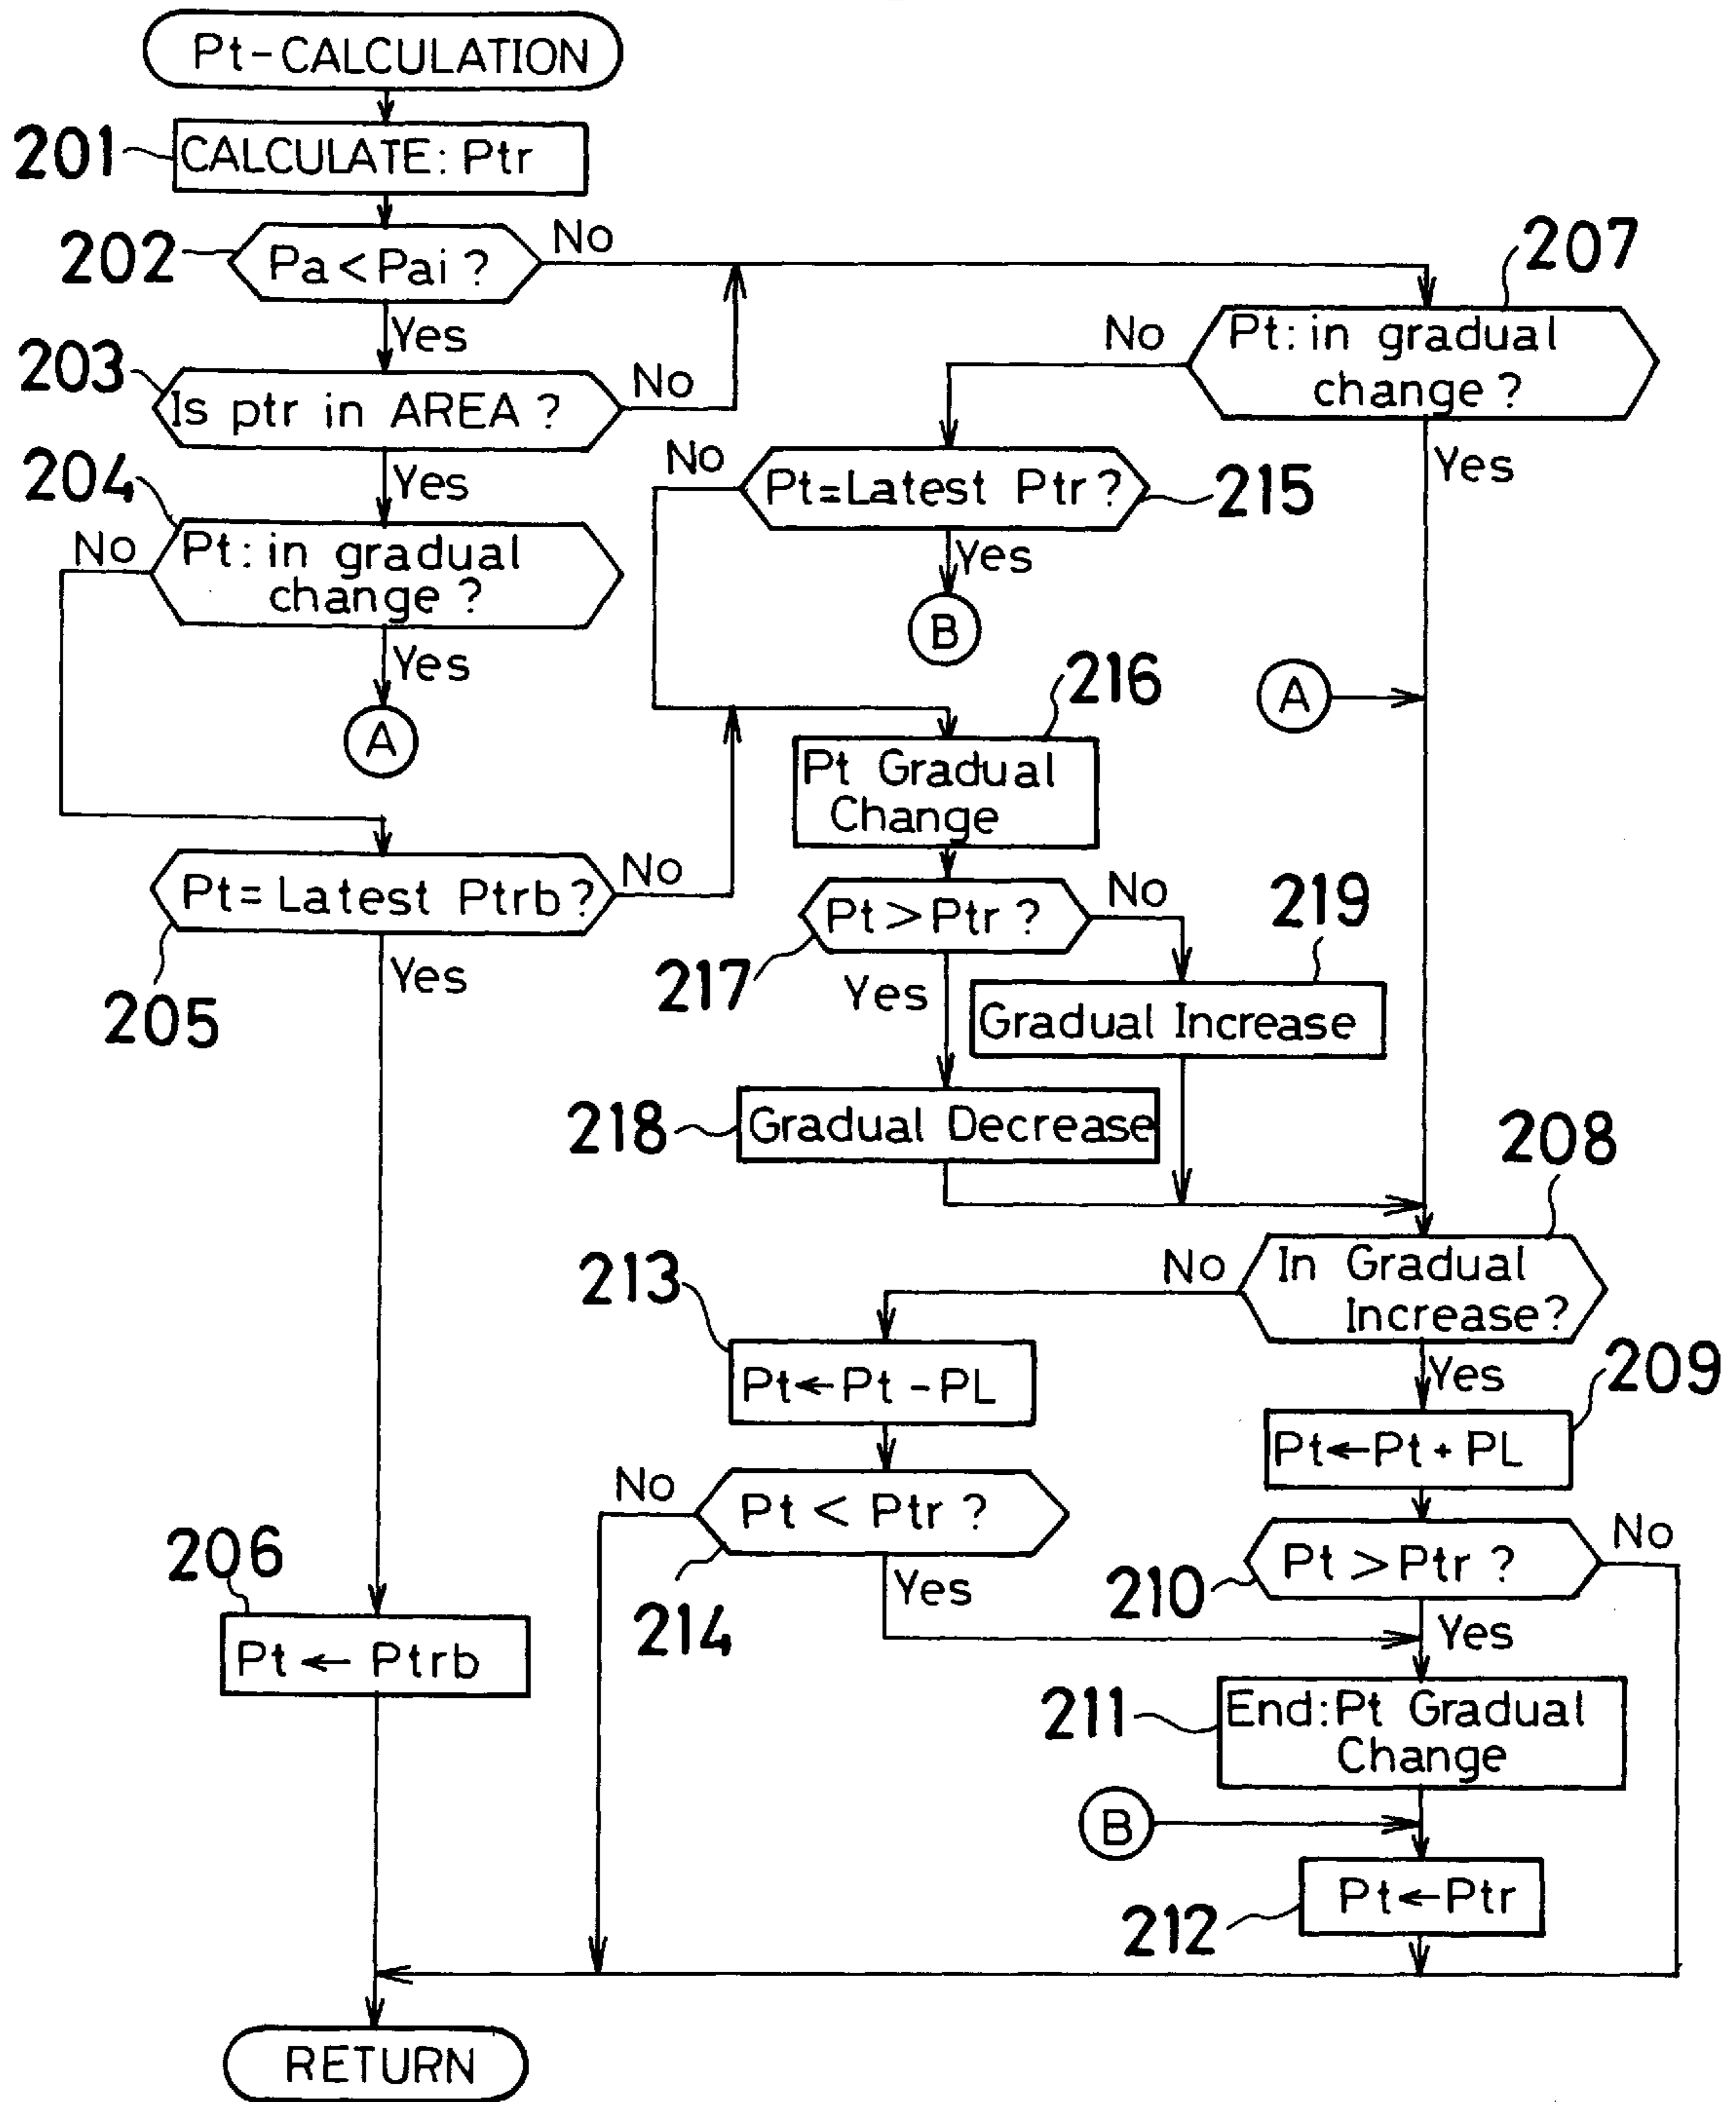 Pt-CALCULATION
201
CALCULATE: Ptr
202
Pa < Pai ?
No
Yes
203
Is ptr in AREA ?
No
Yes
204
Pt: in gradual
change ?
No
Yes
A
205
Pt = Latest Ptrb ?
No
Yes
206
Pt ← Ptrb
RETURN
207
Pt: in gradual
change ?
No
Yes
215
Pt = Latest Ptr ?
No
Yes
B
216
Pt Gradual
Change
217
Pt > Ptr ?
No
Yes
219
Gradual Increase
218
Gradual Decrease
A
208
In Gradual
Increase?
No
Yes
213
Pt ← Pt - PL
214
Pt < Ptr ?
No
Yes
209
Pt ← Pt + PL
210
Pt > Ptr ?
No
Yes
211
End: Pt Gradual
Change
B
212
Pt ← Ptr